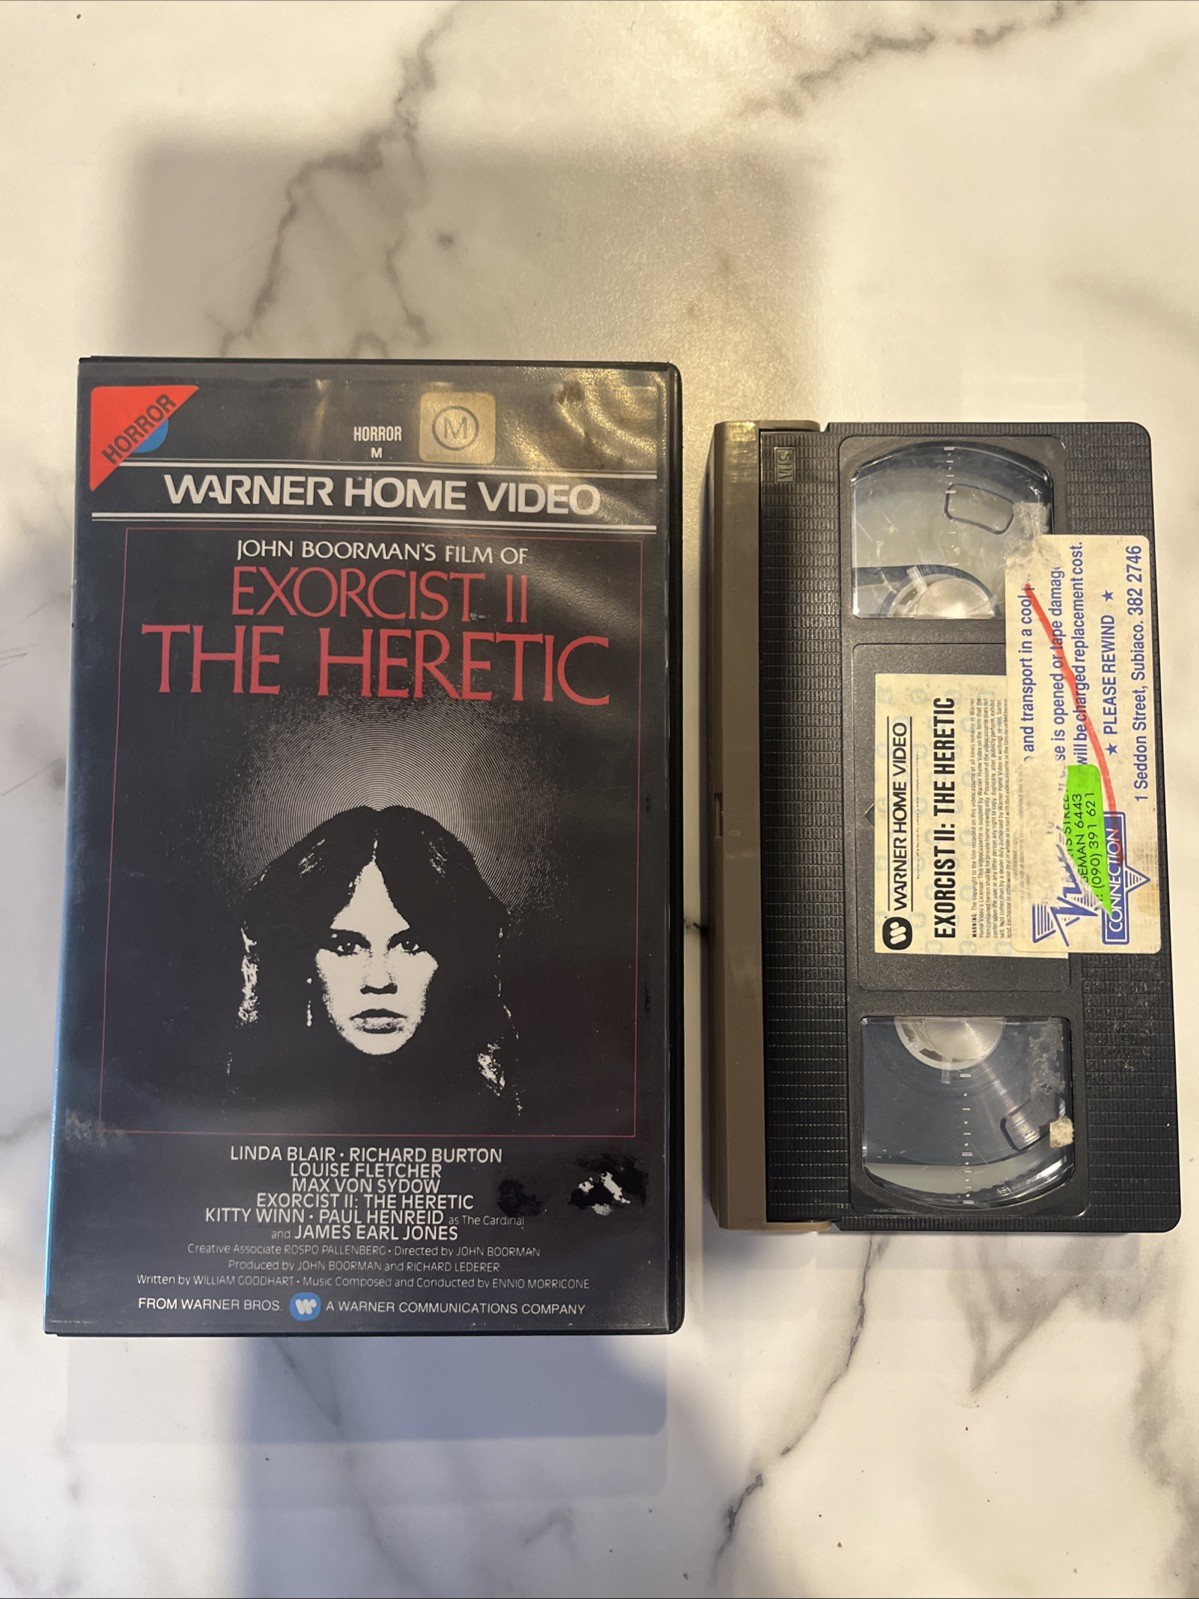 HORROR
HORROR
M
M
WARNER HOME VIDEO
JOHN BOORMAN'S FILM OF
EXORCIST II
THE HERETIC
LINDA BLAIR · RICHARD BURTON
LOUISE FLETCHER
MAX VON SYDOW
EXORCIST II: THE HERETIC
KITTY WINN · PAUL HENREID as The Cardinal
and JAMES EARL JONES
Creative Associate ROSPO PALLENBERG · Directed by JOHN BOORMAN
Produced by JOHN BOORMAN and RICHARD LEDERER
Written by WILLIAM GOODHART · Music Composed and Conducted by ENNIO MORRICONE
FROM WARNER BROS. A WARNER COMMUNICATIONS COMPANY
VHS
WARNER HOME VIDEO
EXORCIST II: THE HERETIC
WARNING:
and transport in a cool
se is opened or tape damage
will be charged replacement cost.
★ PLEASE REWIND ★
1 Seddon Street, Subiaco. 382 2746
SEMAN 6443
(090) 391 621
CONNECTION